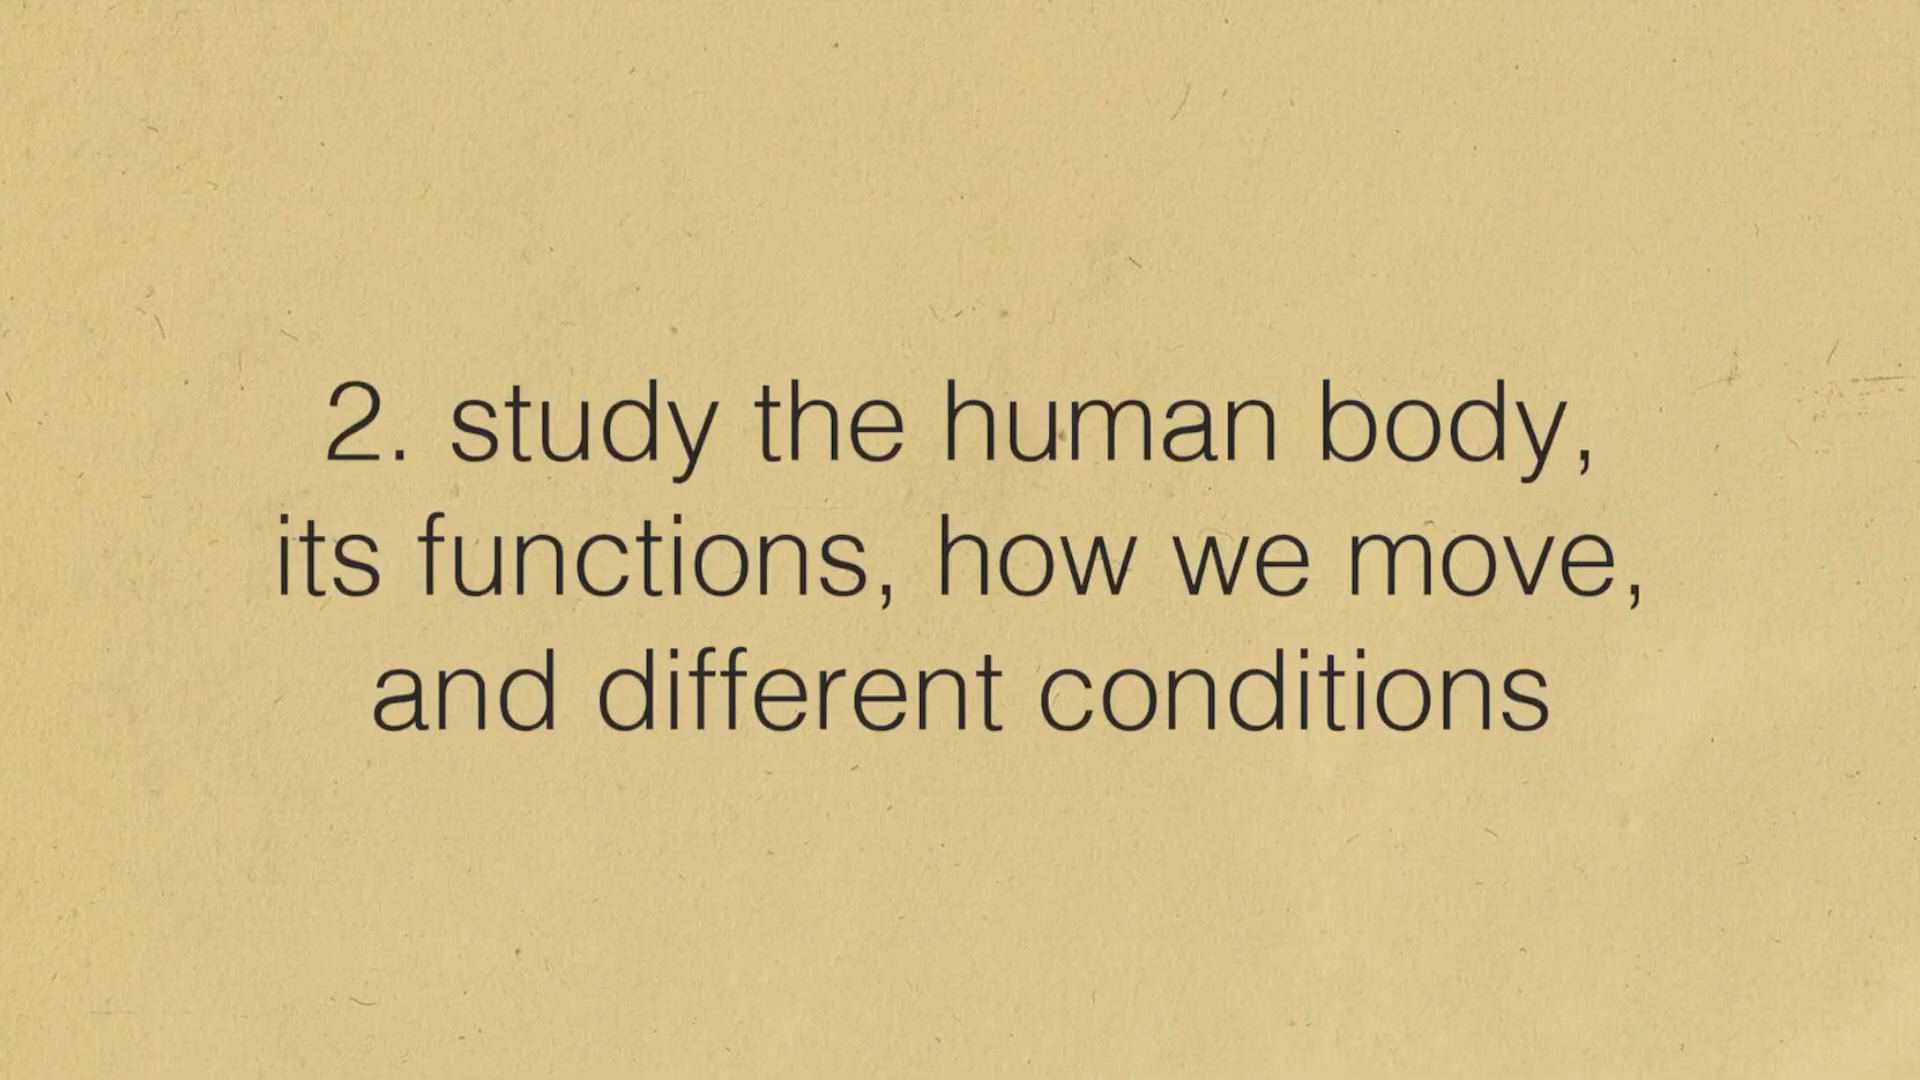 2. study the human body,
its functions, how we move,
and different conditions